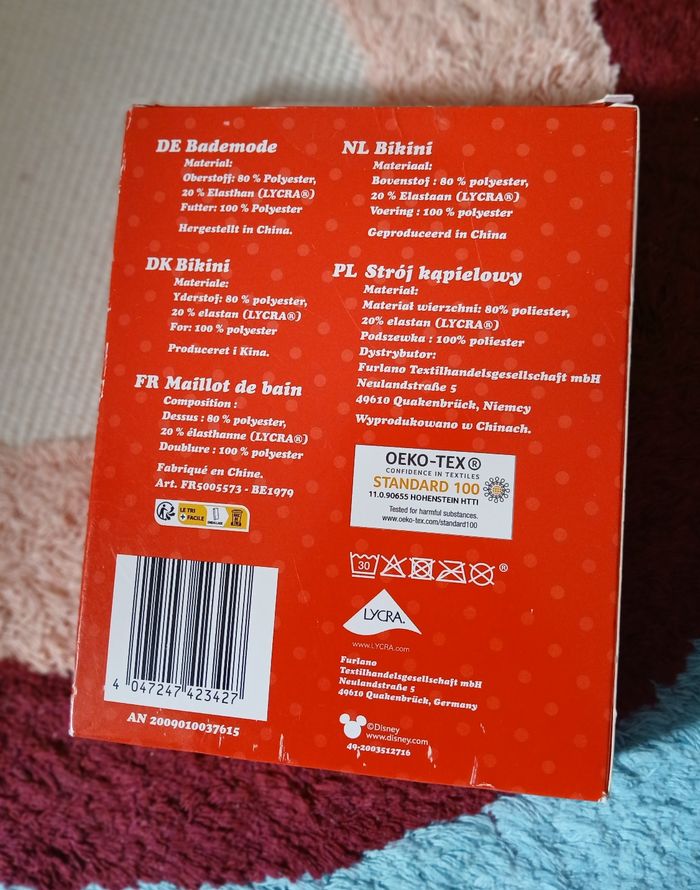 DE Bademode
Material:
Oberstoff: 80 % Polyester,
20 % Elasthan (LYCRA®)
Futter: 100 % Polyester
Hergestellt in China.
DK Bikini
Materiale:
Yderstof: 80 % polyester,
20 % elastan (LYCRA®)
For: 100 % polyester
Produceret i Kina.
FR Maillot de bain
Composition :
Dessus : 80 % polyester,
20 % élasthanne (LYCRA®)
Doublure : 100 % polyester
Fabriqué en Chine.
Art. FR5005573 - BE1979
LE TRI
+ FACILE
4 047247 423427
AN 2009010037615
NL Bikini
Materiaal:
Bovenstof : 80 % polyester,
20 % Elastaan (LYCRA®)
Voering : 100 % polyester
Geproduceerd in China
PL Strój kąpielowy
Materiał:
Materiał wierzchni: 80% poliester,
20% elastan (LYCRA®)
Podszewka : 100% poliester
Dystrybutor:
Furlano Textilhandelsgesellschaft mbH
Neulandstraße 5
49610 Quakenbrück, Niemcy
Wyprodukowano w Chinach.
OEKO-TEX®
CONFIDENCE IN TEXTILES
STANDARD 100
11.0.90655 HOHENSTEIN HTTI
Tested for harmful substances.
www.oeko-tex.com/standard100
30 ®
LYCRA.
www.LYCRA.com
Furlano
Textilhandelsgesellschaft mbH
Neulandstraße 5
49610 Quakenbrück, Germany
©Disney
www.disney.com
49-2003512716